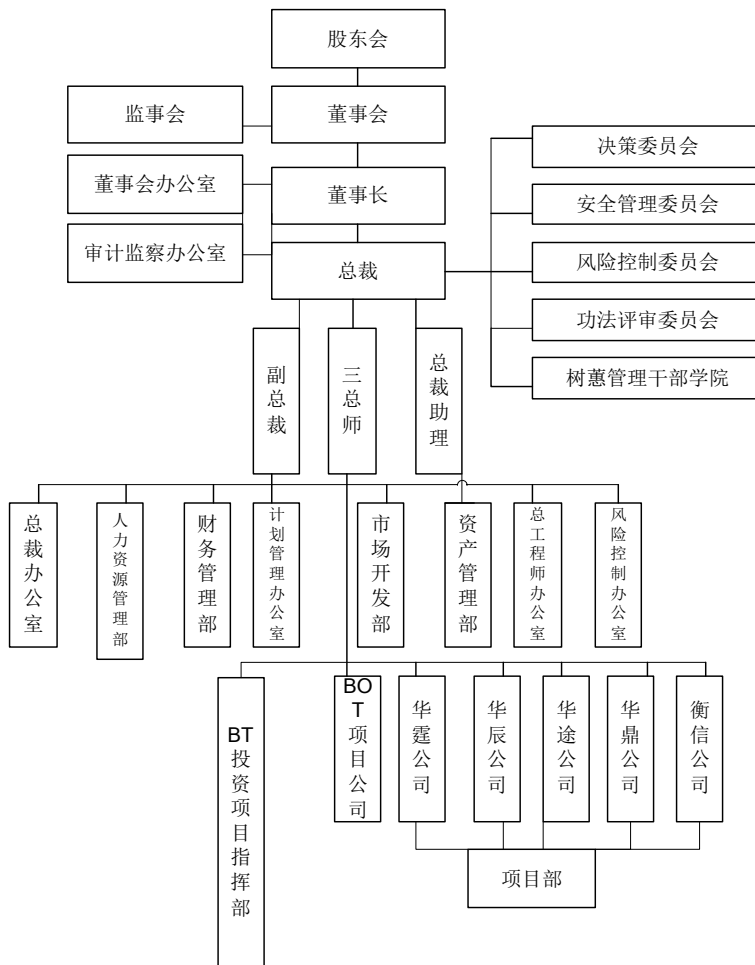 股东会
监事会
董事会
董事会办公室
董事长
审计监察办公室
总裁
决策委员会
安全管理委员会
风险控制委员会
功法评审委员会
树蕙管理干部学院
副总裁
三总师
总裁助理
总裁办公室
人力资源管理部
财务管理部
计划管理办公室
市场开发部
资产管理部
总工程师办公室
风险控制办公室
BT投资项目指挥部
BOT项目公司
华霆公司
华辰公司
华途公司
华鼎公司
衡信公司
项目部